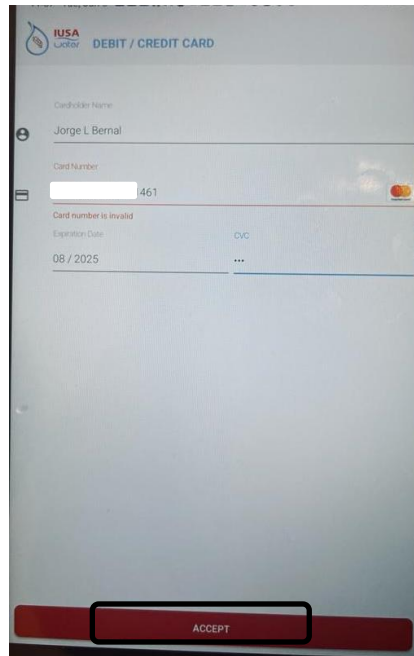 IUSA
water
DEBIT / CREDIT CARD
Cardholder Name
Jorge L Bernal
Card Number
461
Card number is invalid
Expiration Date
CVC
08 / 2025
•••
ACCEPT